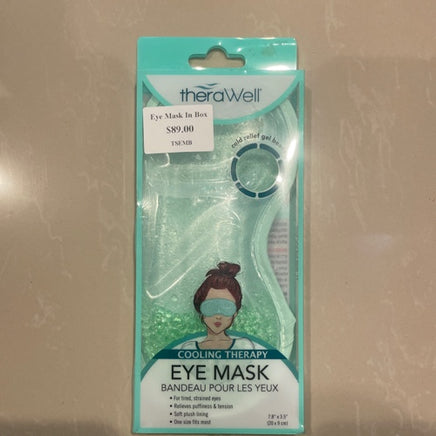 theraWell
Eye Mask In Box
$89.00
TSEMB
cold relief gel beads
COOLING THERAPY
EYE MASK
BANDEAU POUR LES YEUX
• For tired, strained eyes
• Relieves puffiness & tension
• Soft plush lining
• One size fits most
7.8" x 3.5"
(20 x 9 cm)